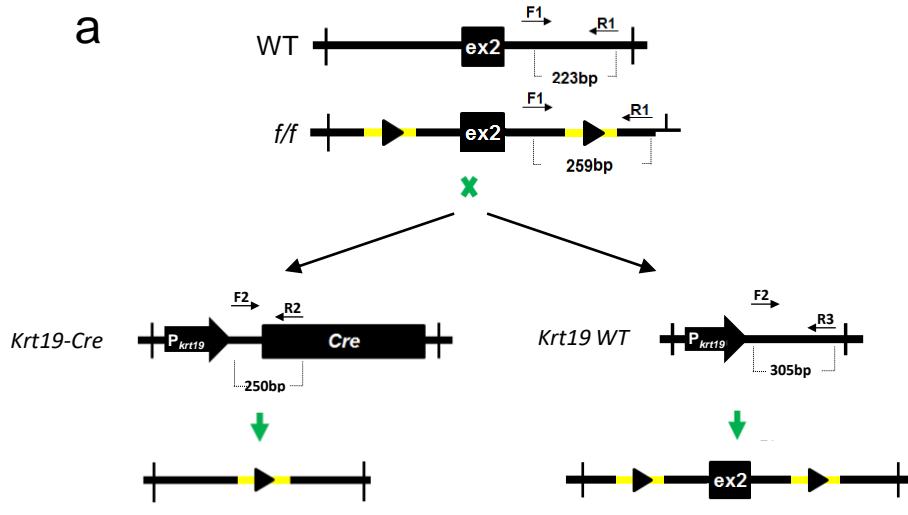 a
WT
ex2
F1
R1
223bp
f/f
ex2
F1
R1
259bp
Krt19-Cre
Pkrt19
F2
R2
Cre
250bp
Krt19 WT
Pkrt19
F2
R3
305bp
ex2